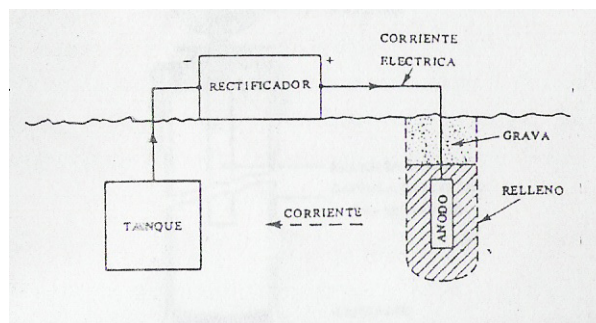 CORRIENTE
ELECTRICA
- +
RECTIFICADOR
GRAVA
RELLENO
ANODO
CORRIENTE
TANQUE